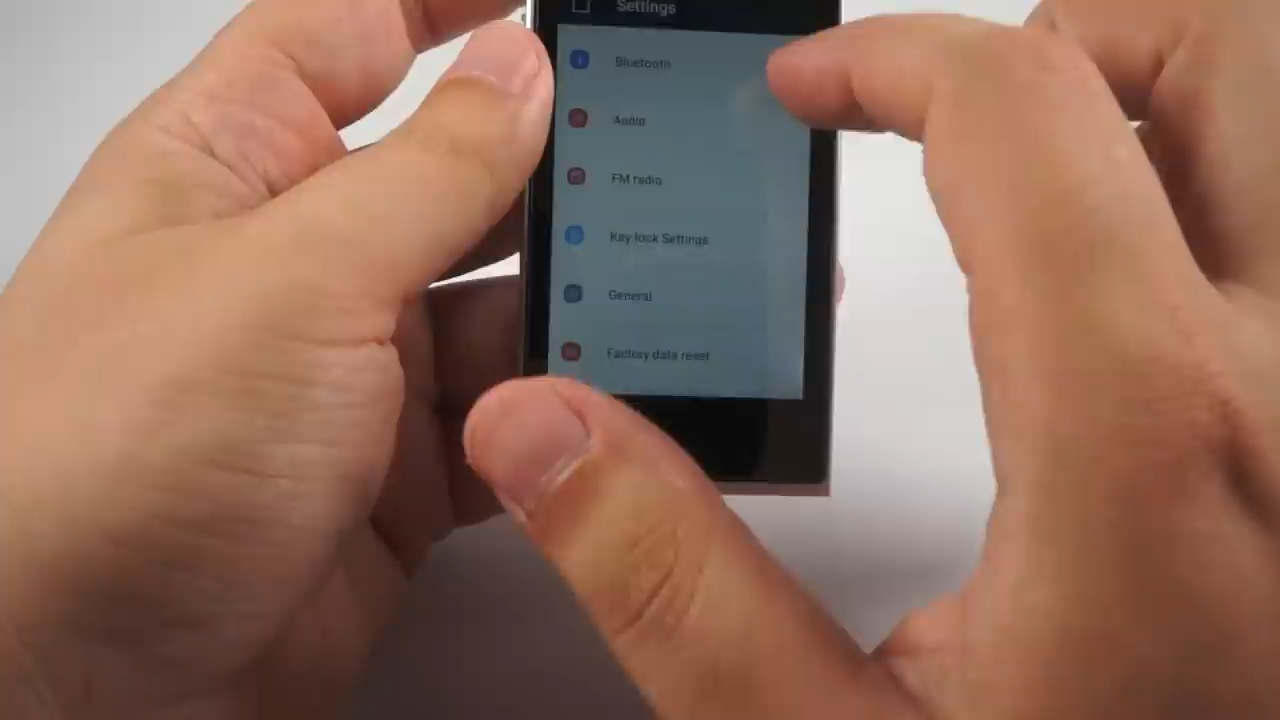 Settings
Bluetooth
Audio
FM radio
Key lock Settings
General
Factory data reset